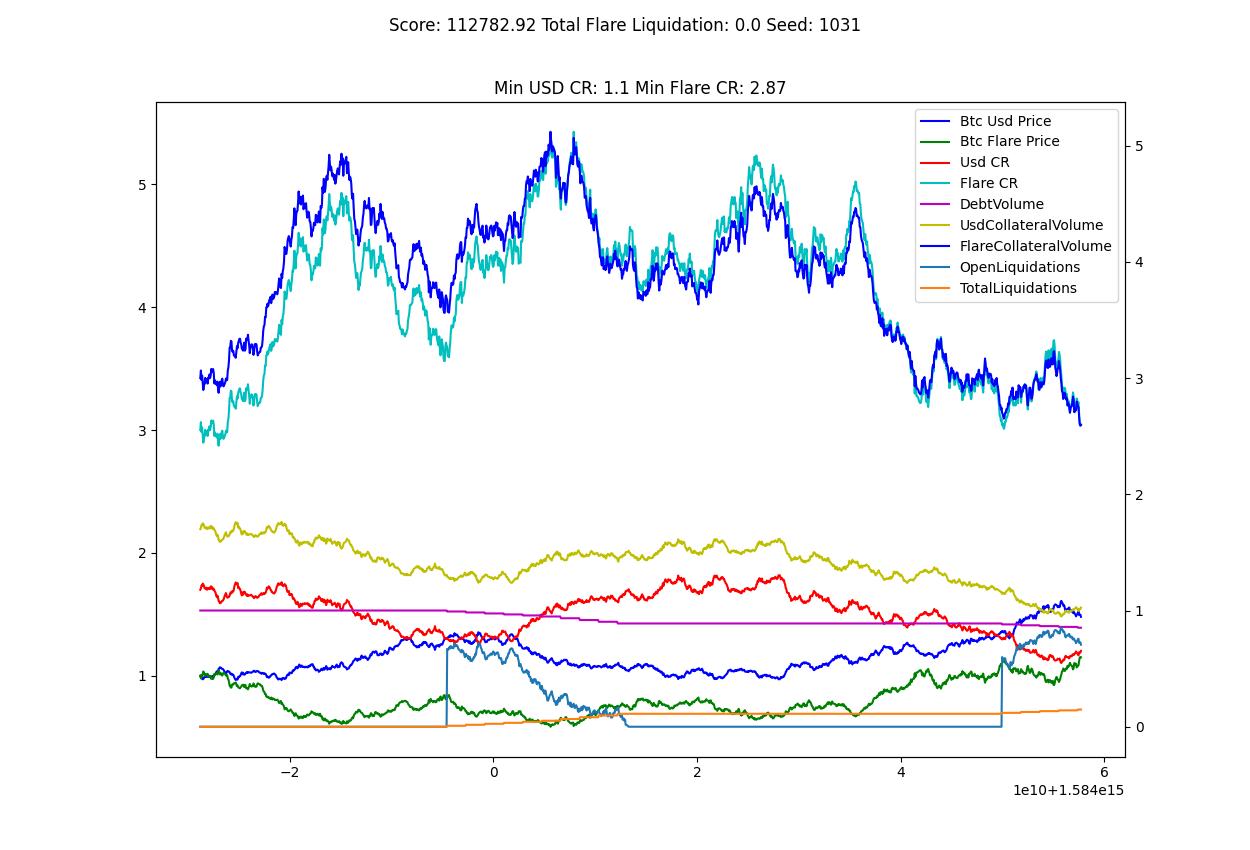 Score: 112782.92 Total Flare Liquidation: 0.0 Seed: 1031
Min USD CR: 1.1 Min Flare CR: 2.87
Btc Usd Price
Btc Flare Price
Usd CR
Flare CR
DebtVolume
UsdCollateralVolume
FlareCollateralVolume
OpenLiquidations
TotalLiquidations
5
4
3
2
1
5
4
3
2
1
0
−2
0
2
4
6
1e10+1.584e15